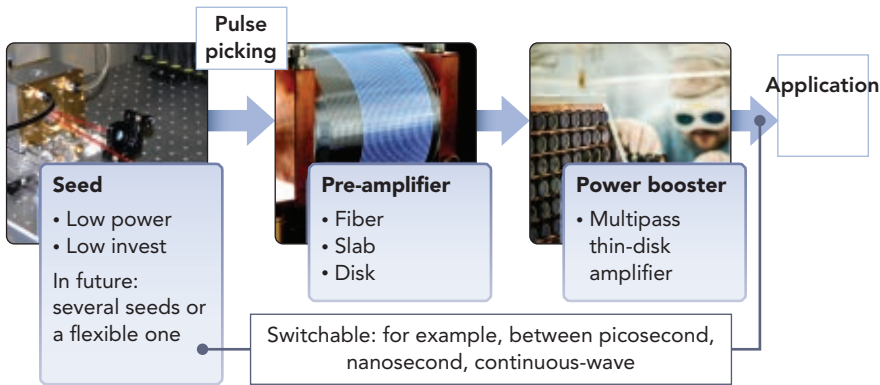 Pulse
picking
Application
Seed
• Low power
• Low invest
In future:
several seeds or
a flexible one
Pre-amplifier
• Fiber
• Slab
• Disk
Power booster
• Multipass
thin-disk
amplifier
Switchable: for example, between picosecond,
nanosecond, continuous-wave